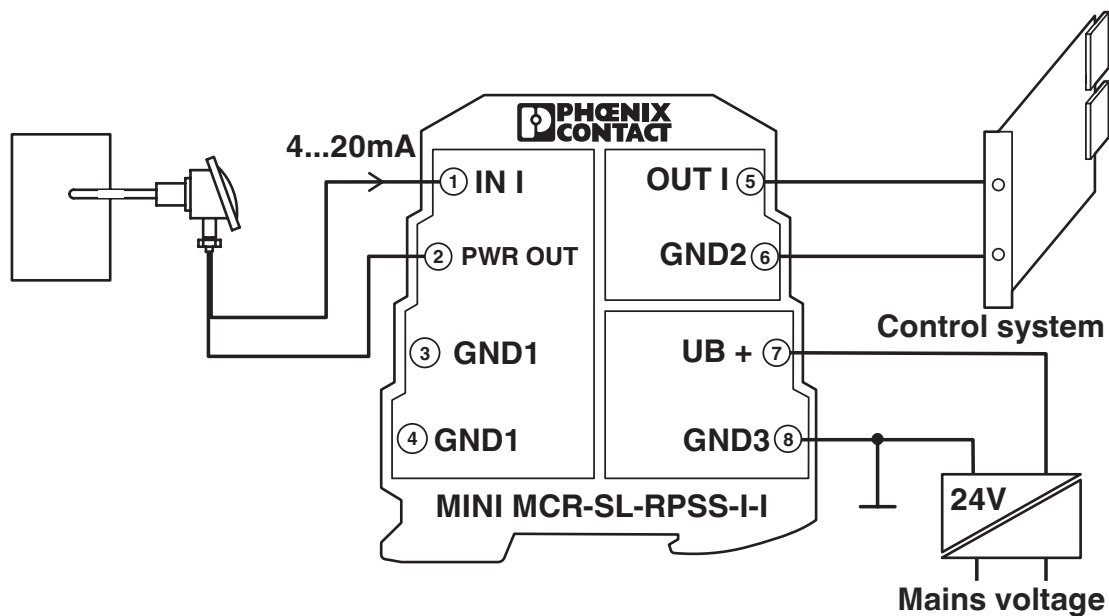 PHŒNIX
CONTACT
4...20mA
1 IN I
OUT I 5
2 PWR OUT
GND2 6
Control system
3 GND1
UB + 7
4 GND1
GND3 8
MINI MCR-SL-RPSS-I-I
24V
Mains voltage